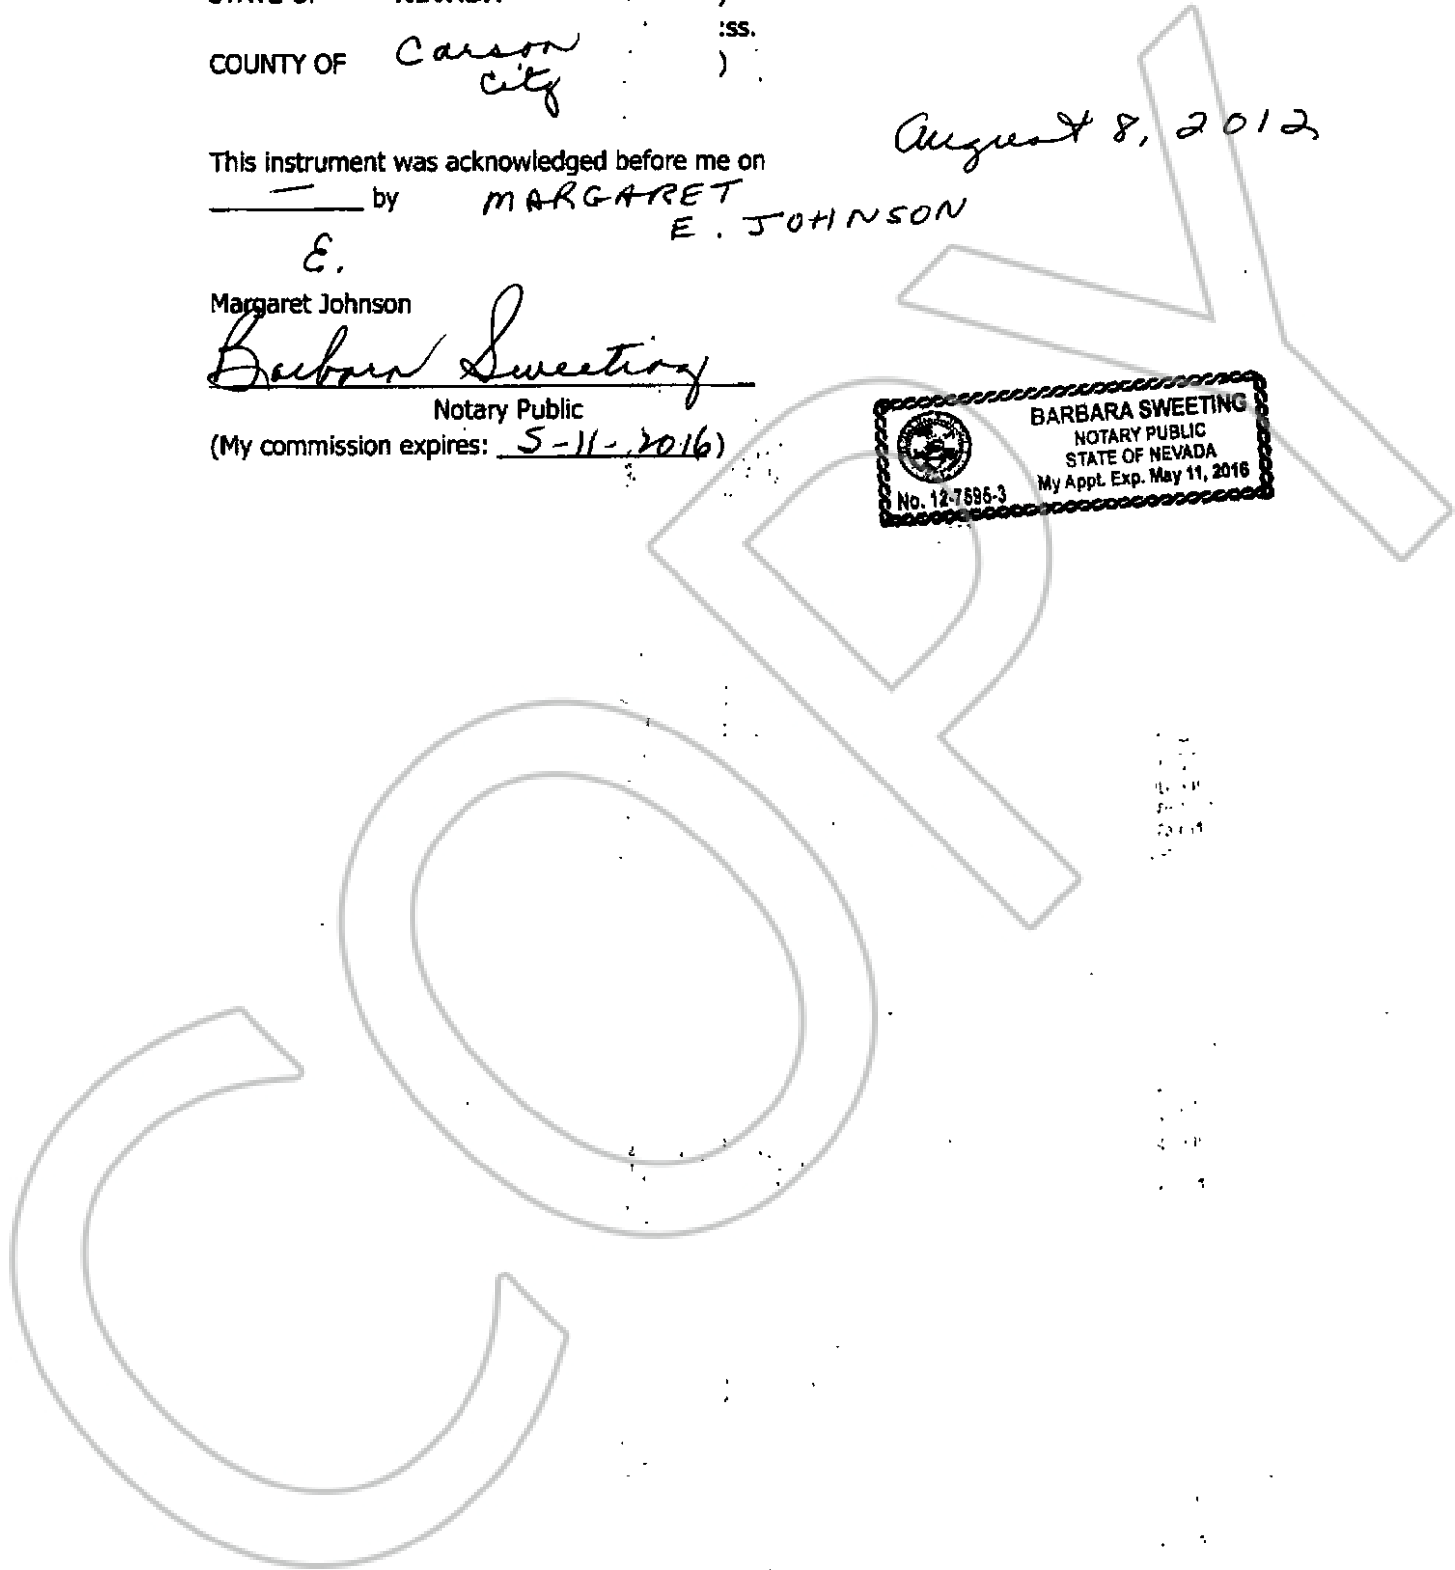 :ss.
COUNTY OF Carson )
City
August 8, 2012
This instrument was acknowledged before me on
by MARGARET
E. JOHNSON
E.
Margaret Johnson
Barbara Sweeting
Notary Public
(My commission expires: 5-11-2016)
BARBARA SWEETING
NOTARY PUBLIC
STATE OF NEVADA
My Appt. Exp. May 11, 2016
No. 12-7595-3
COPY